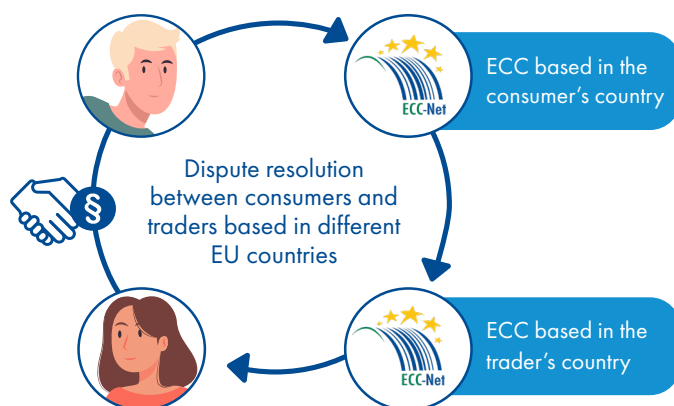 ECC-Net
ECC based in the
consumer’s country
Dispute resolution
between consumers and
traders based in different
EU countries
§
ECC-Net
ECC based in the
trader’s country